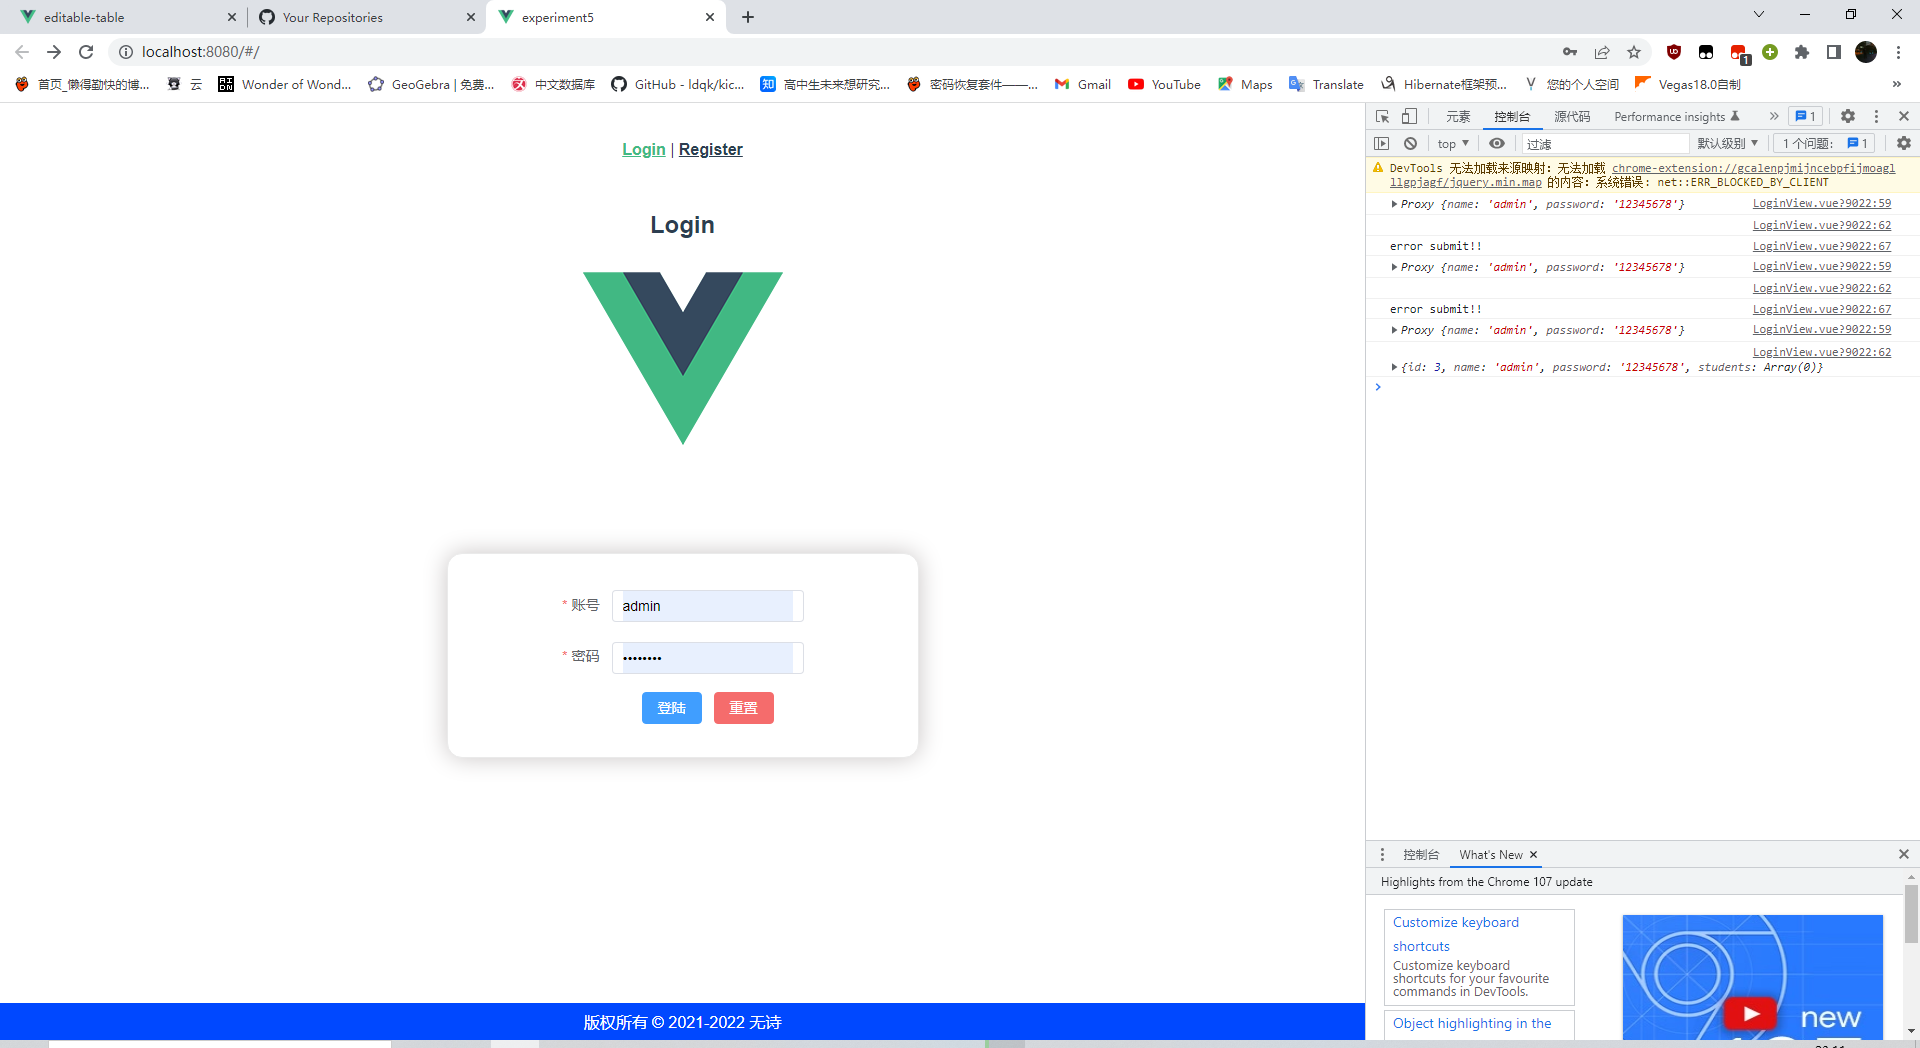 editable-table
Your Repositories
experiment5
localhost:8080/#/
首页_懒得勤快的博...
云
Wonder of Wond...
GeoGebra | 免费...
中文数据库
GitHub - ldqk/kic...
知
高中生未来想研究...
密码恢复套件——...
Gmail
YouTube
Maps
Translate
Hibernate框架预...
您的个人空间
Vegas18.0自制
»
Login | Register
Login
* 账号 admin
* 密码 ••••••••
登陆 重置
版权所有 © 2021-2022 无诗
元素 控制台 源代码 Performance insights » 1
top 过滤 默认级别 1 个问题: 1
DevTools 无法加载来源映射: 无法加载 chrome-extension://gcalenpjmijncebpfijmoagl
llgpjagf/jquery.min.map 的内容: 系统错误: net::ERR_BLOCKED_BY_CLIENT
Proxy {name: 'admin', password: '12345678'} LoginView.vue?9022:59
LoginView.vue?9022:62
error submit!! LoginView.vue?9022:67
Proxy {name: 'admin', password: '12345678'} LoginView.vue?9022:59
LoginView.vue?9022:62
error submit!! LoginView.vue?9022:67
Proxy {name: 'admin', password: '12345678'} LoginView.vue?9022:59
LoginView.vue?9022:62
{id: 3, name: 'admin', password: '12345678', students: Array(0)}
控制台 What's New
Highlights from the Chrome 107 update
Customize keyboard
shortcuts
Customize keyboard
shortcuts for your favourite
commands in DevTools.
Object highlighting in the
new